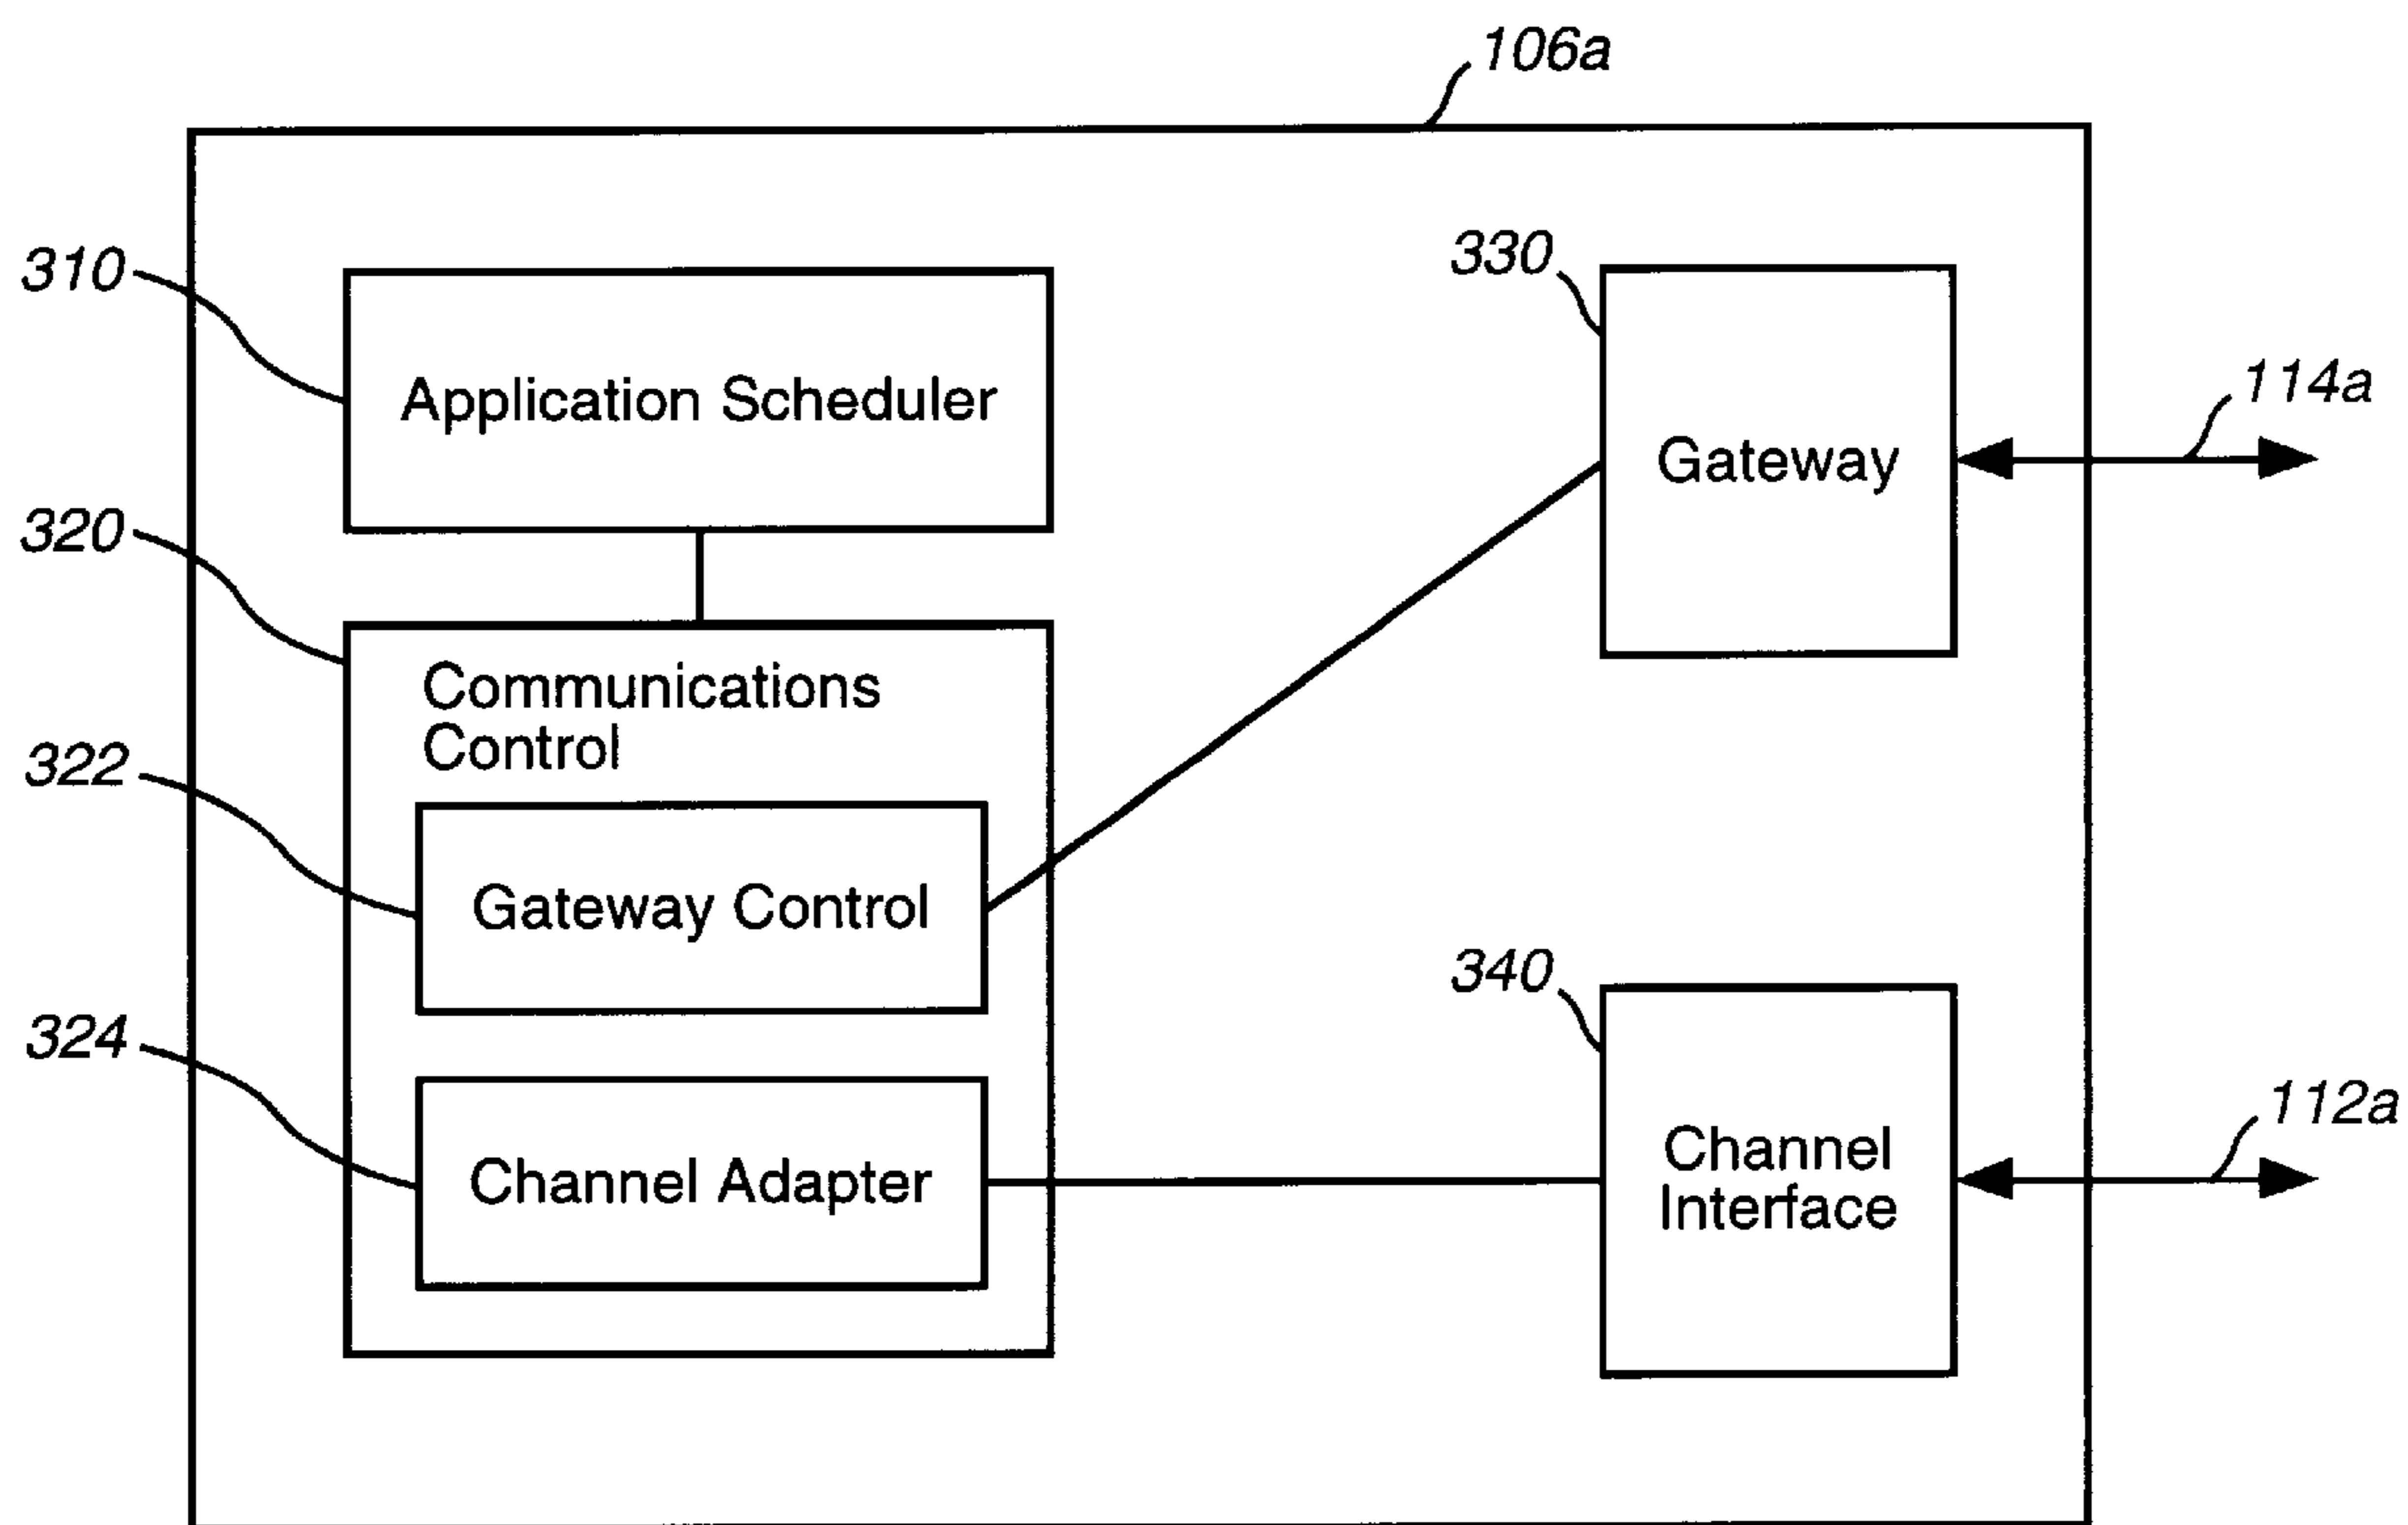 106a
310
Application Scheduler
330
Gateway
114a
320
Communications
Control
322
Gateway Control
324
Channel Adapter
340
Channel
Interface
112a